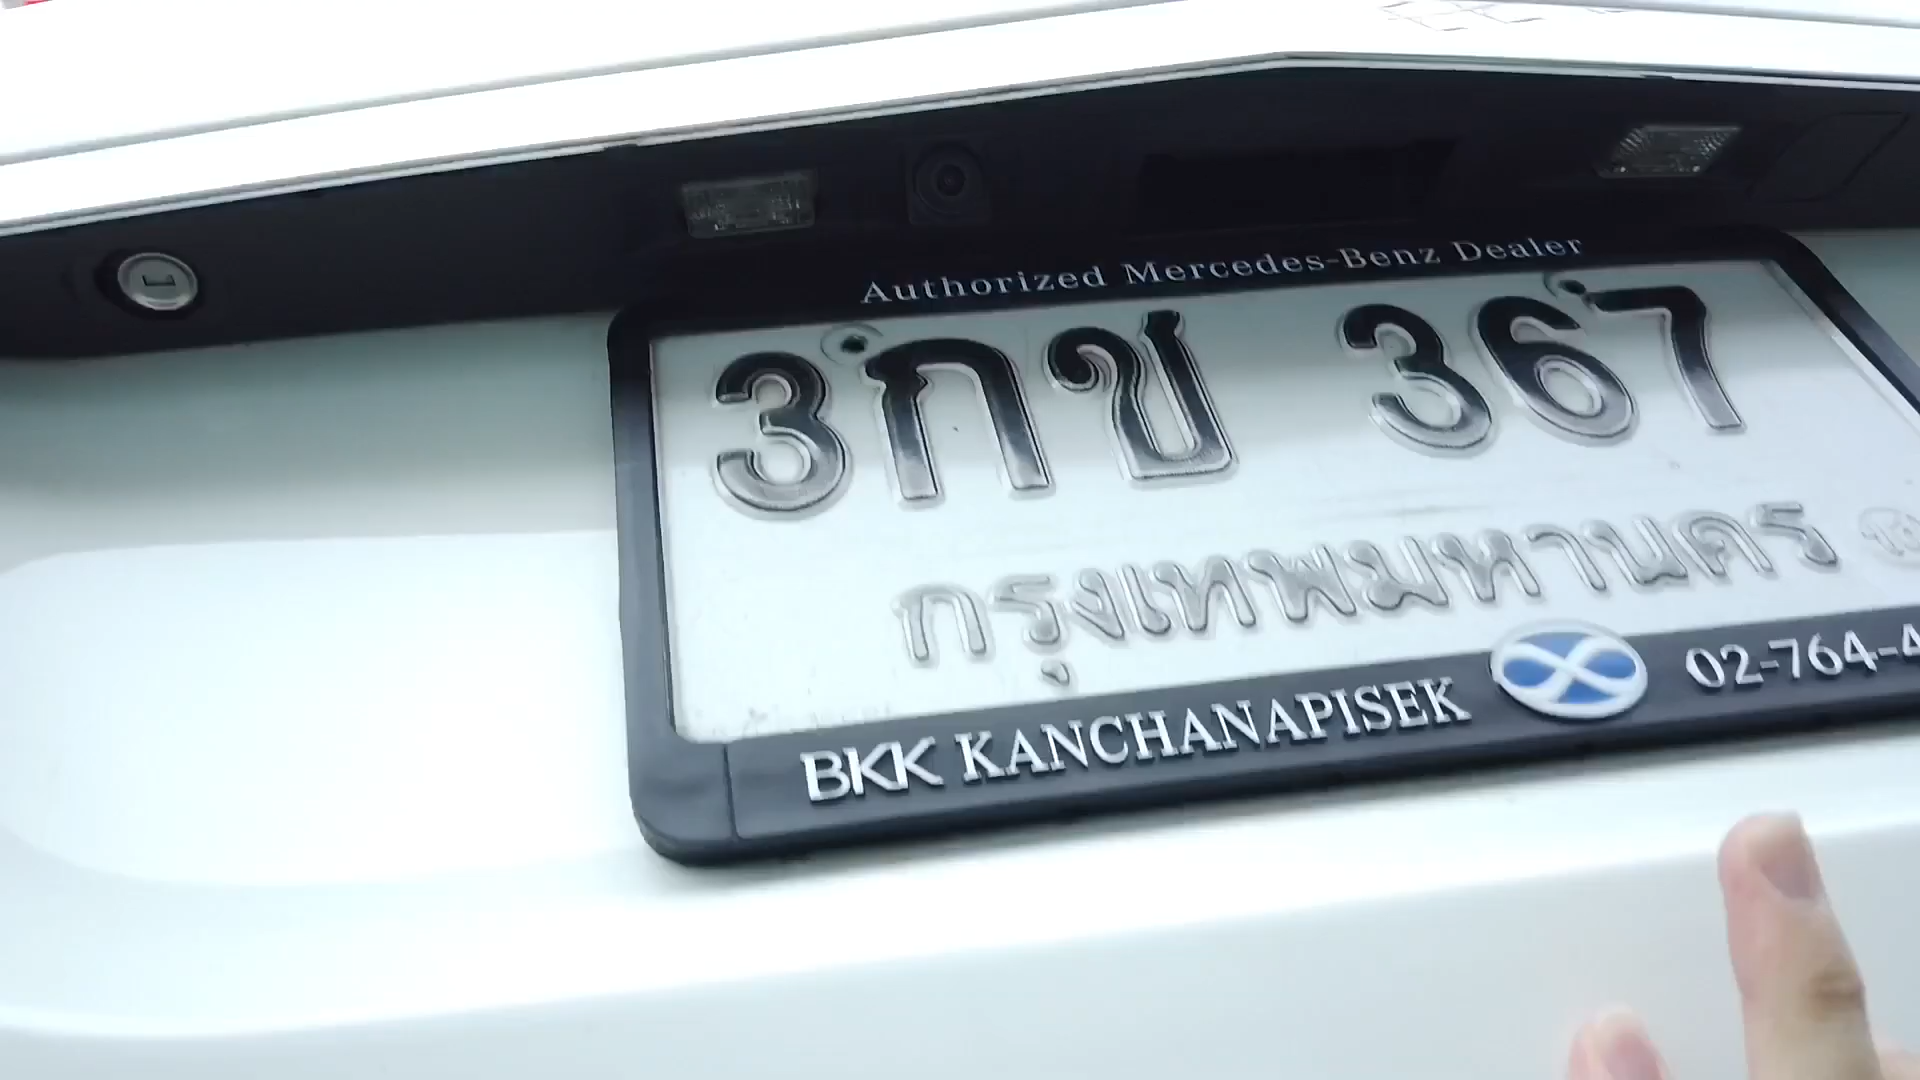 Authorized Mercedes-Benz Dealer
3กข 367
กรุงเทพมหานคร
BKK KANCHANAPISEK 02-764-4